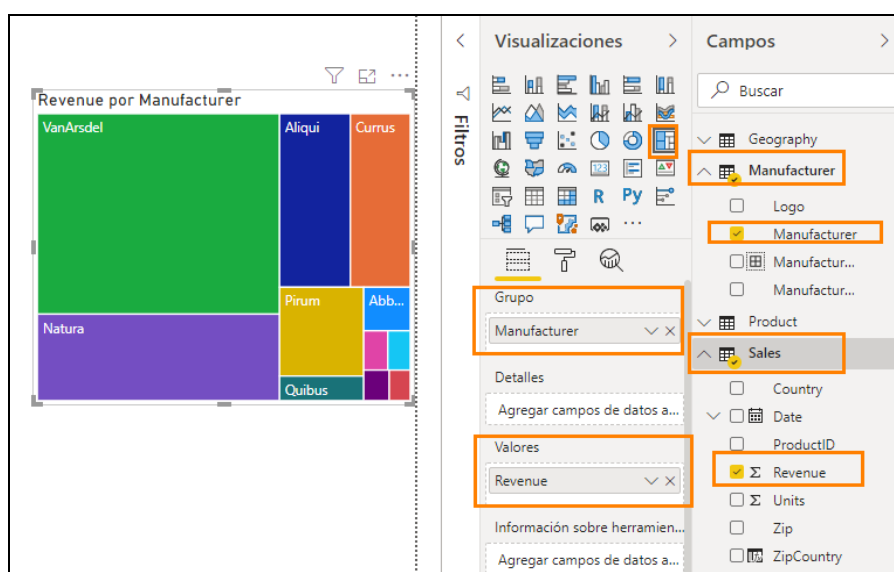 Revenue por Manufacturer
VanArsdel
Aliqui
Currus
Pirum
Abb...
Natura
Quibus
Filtros
Visualizaciones
123
R
Py
...
Grupo
Manufacturer
Detalles
Agregar campos de datos a...
Valores
Revenue
Información sobre herramien...
Agregar campos de datos a...
Campos
Buscar
Geography
Manufacturer
Logo
Manufacturer
Manufactur...
Manufactur...
Product
Sales
Country
Date
ProductID
Σ Revenue
Σ Units
Zip
ZipCountry